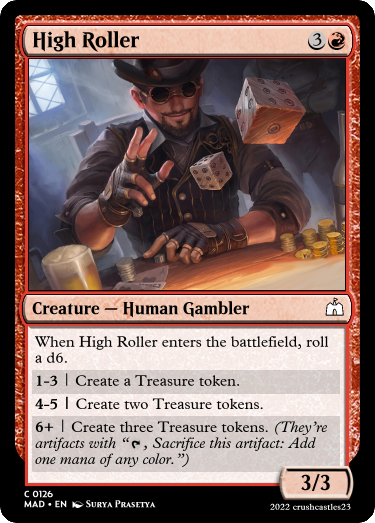 High Roller 3
Creature — Human Gambler
When High Roller enters the battlefield, roll
a d6.
1-3 | Create a Treasure token.
4-5 | Create two Treasure tokens.
6+ | Create three Treasure tokens. (They're
artifacts with “, Sacrifice this artifact: Add
one mana of any color.”)
3/3
C 0126
MAD • EN Surya Prasetya
2022 crushcastles23